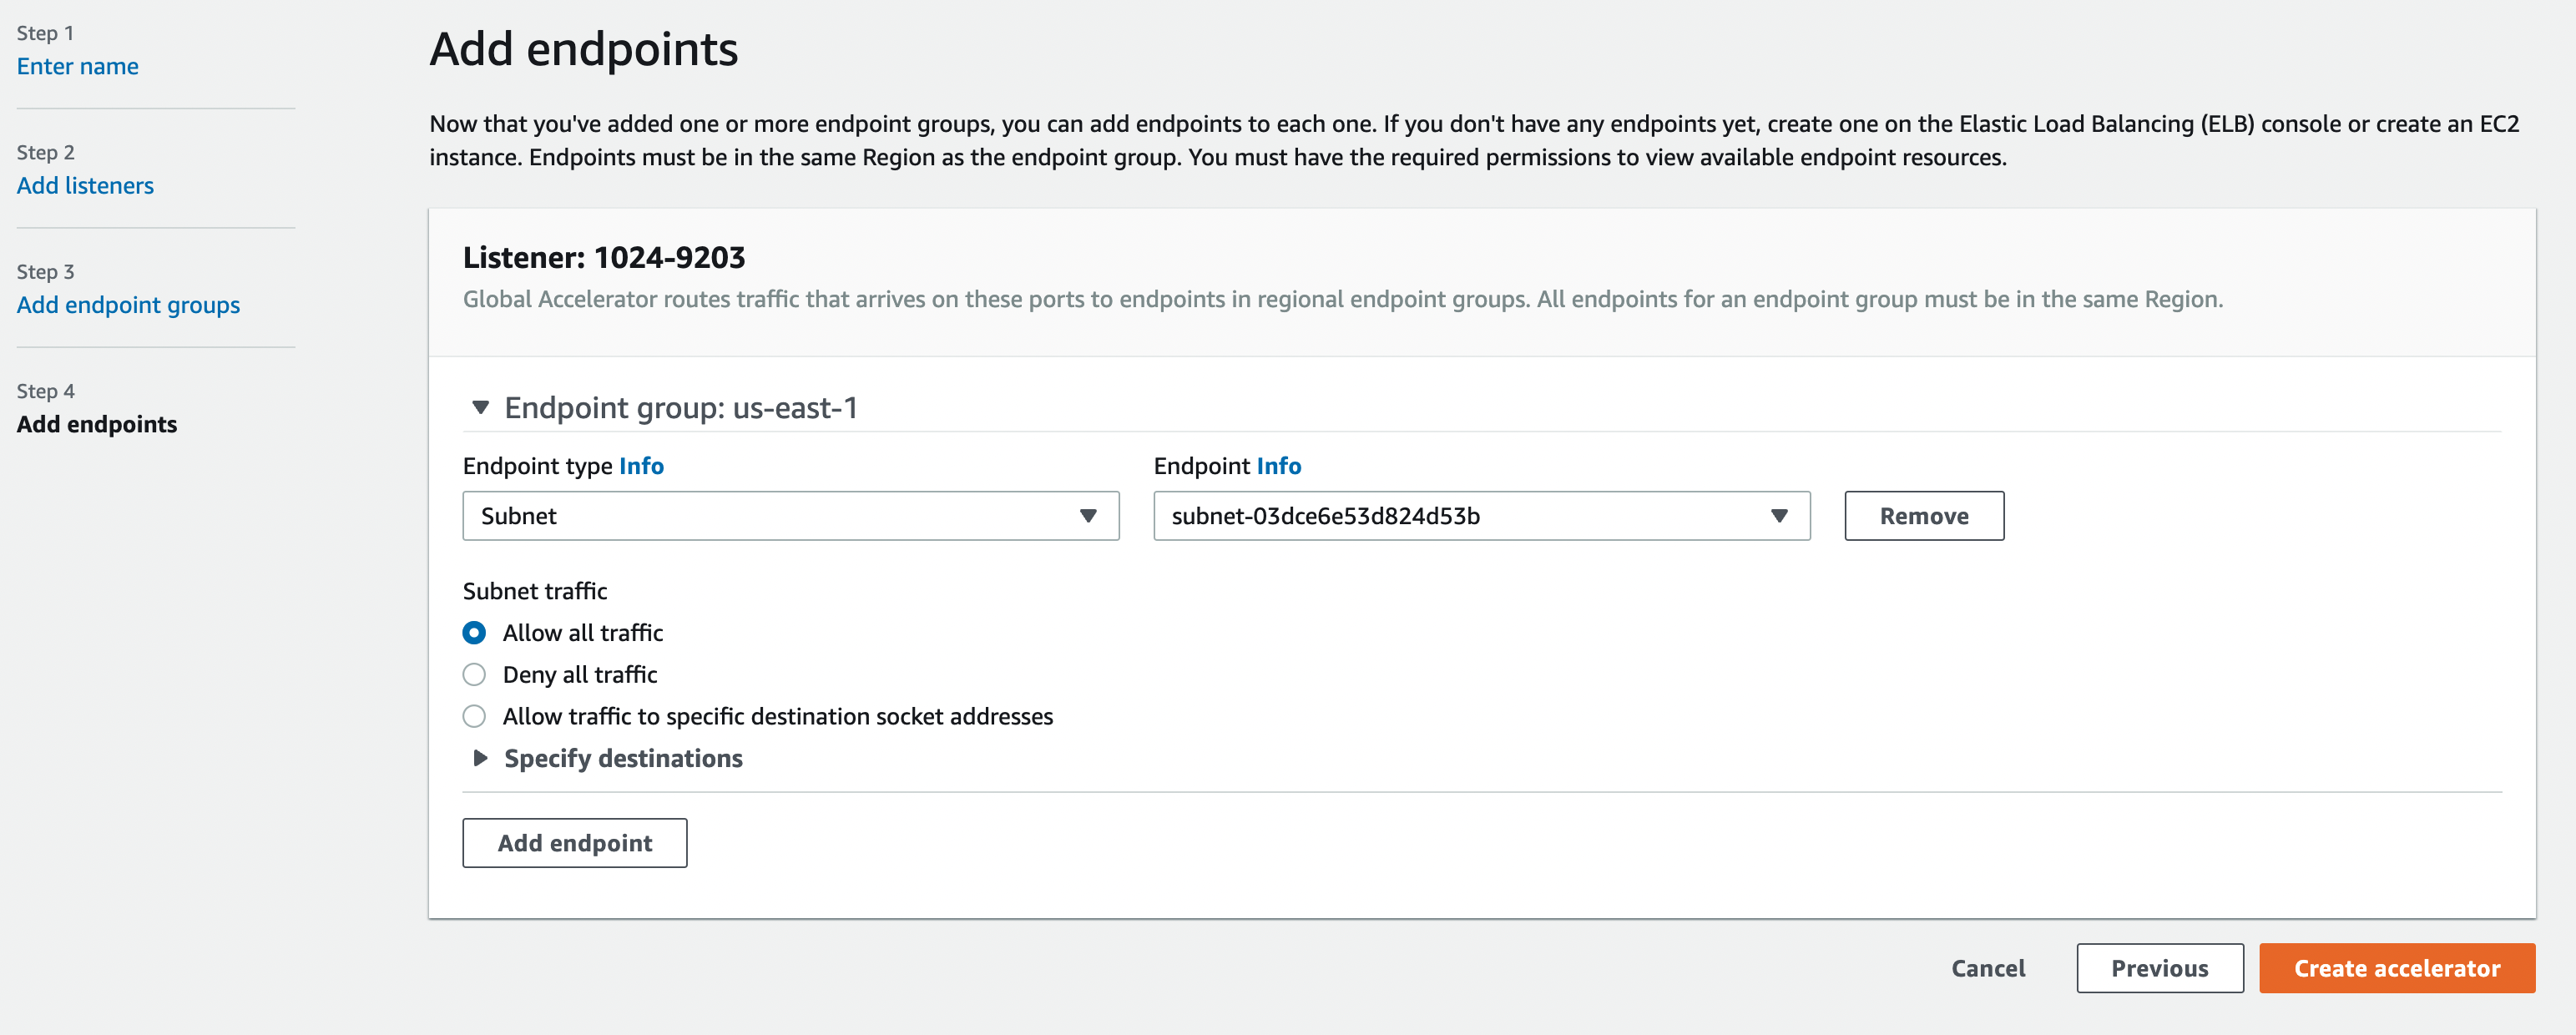 Step 1
Enter name
Step 2
Add listeners
Step 3
Add endpoint groups
Step 4
Add endpoints
Add endpoints
Now that you've added one or more endpoint groups, you can add endpoints to each one. If you don't have any endpoints yet, create one on the Elastic Load Balancing (ELB) console or create an EC2
instance. Endpoints must be in the same Region as the endpoint group. You must have the required permissions to view available endpoint resources.
Listener: 1024-9203
Global Accelerator routes traffic that arrives on these ports to endpoints in regional endpoint groups. All endpoints for an endpoint group must be in the same Region.
Endpoint group: us-east-1
Endpoint type Info
Endpoint Info
Subnet
subnet-03dce6e53d824d53b
Remove
Subnet traffic
Allow all traffic
Deny all traffic
Allow traffic to specific destination socket addresses
Specify destinations
Add endpoint
Cancel
Previous
Create accelerator